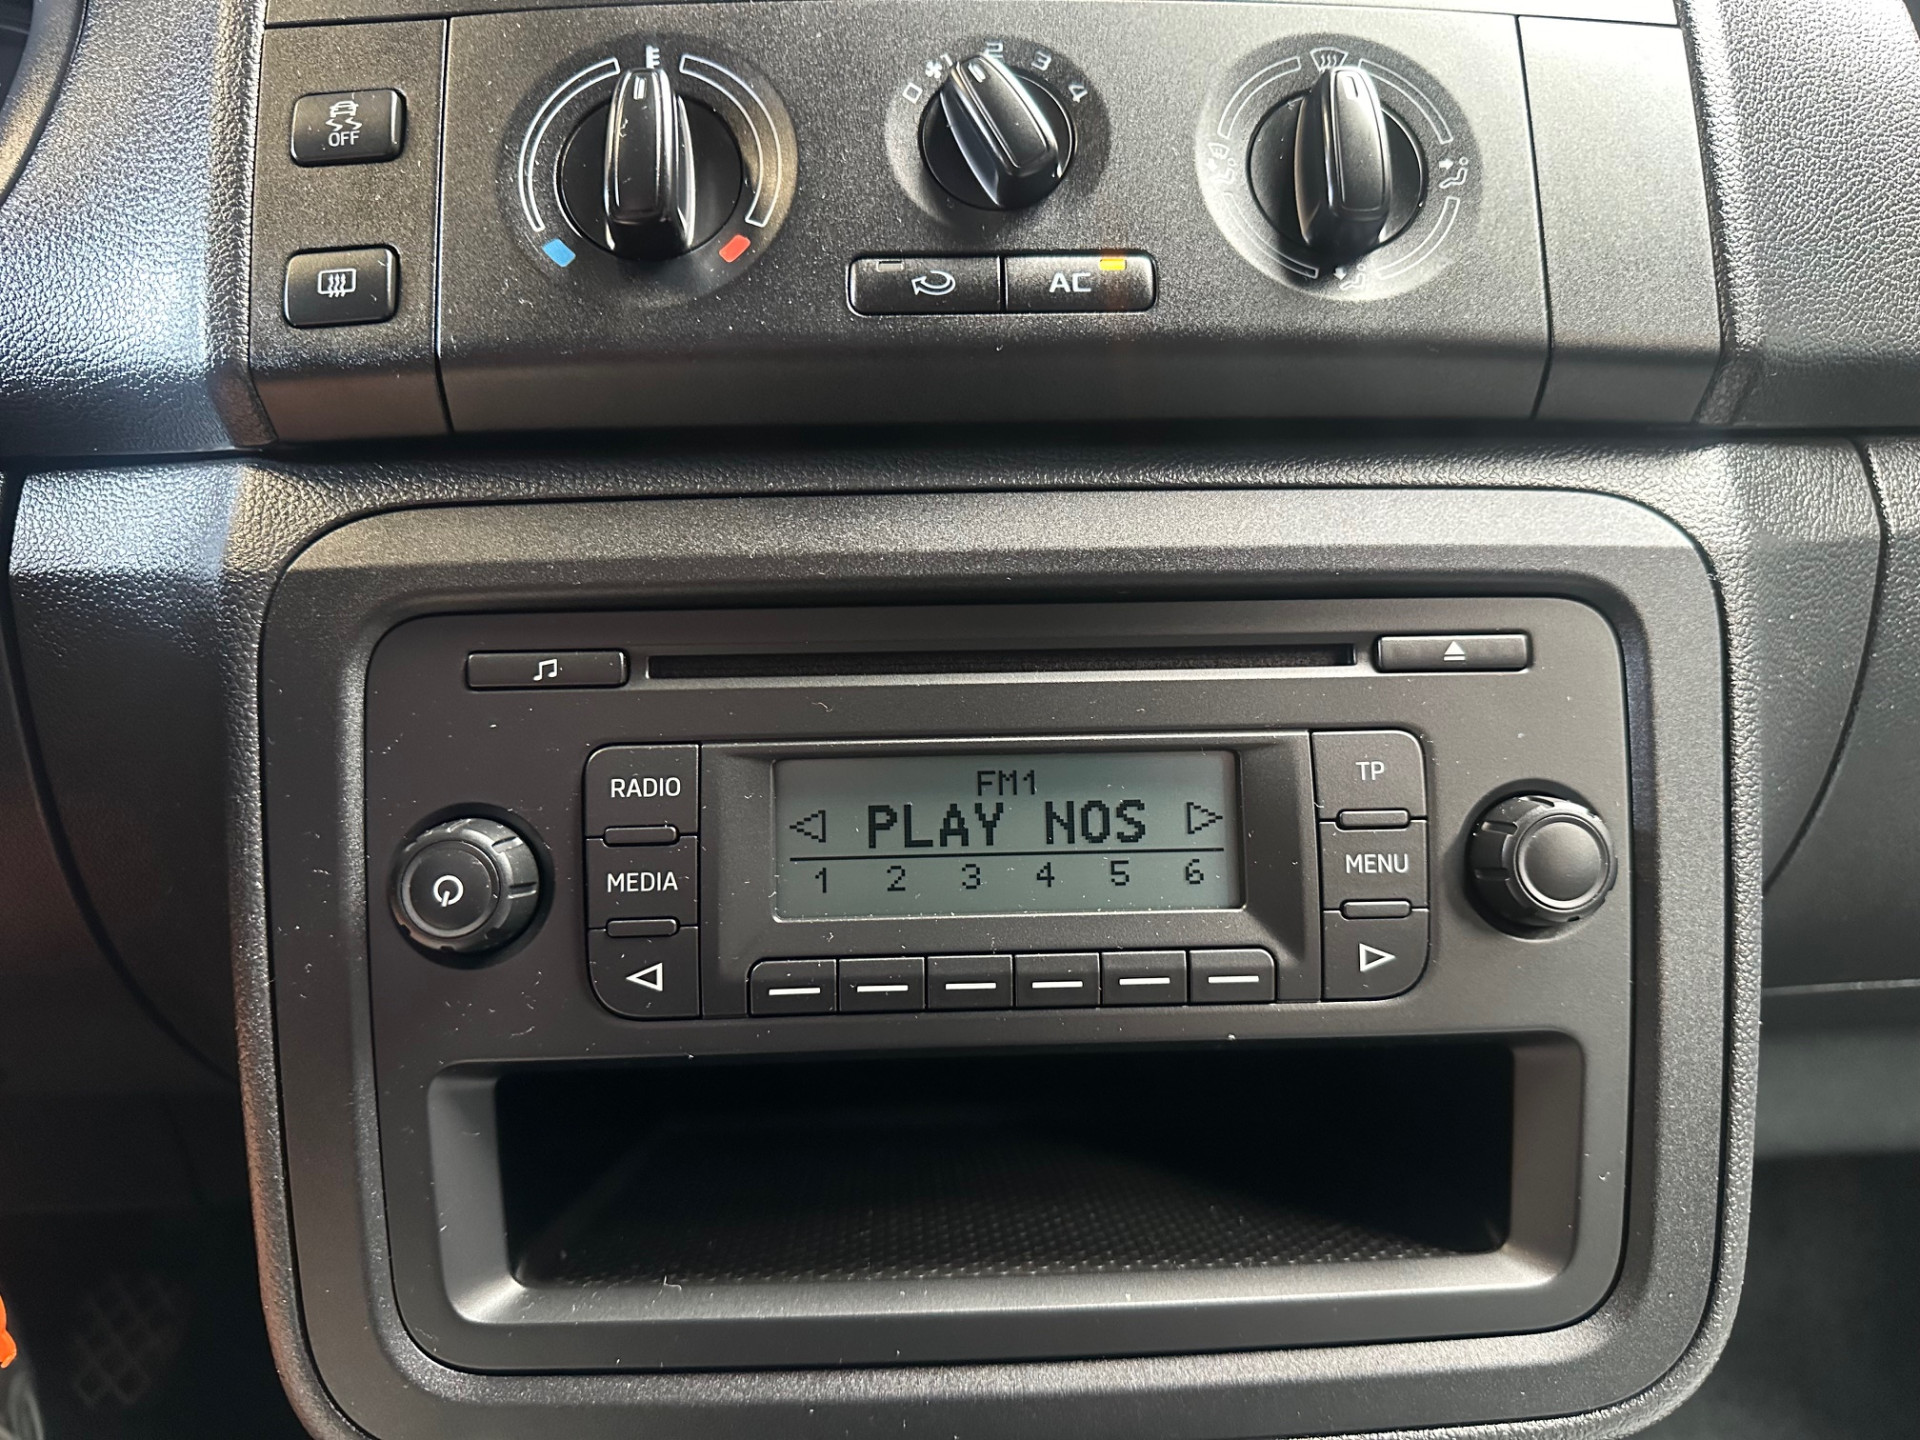 0 1 2 3 4
OFF
AC
RADIO
MEDIA
FM1
PLAY NOS
1 2 3 4 5 6
TP
MENU